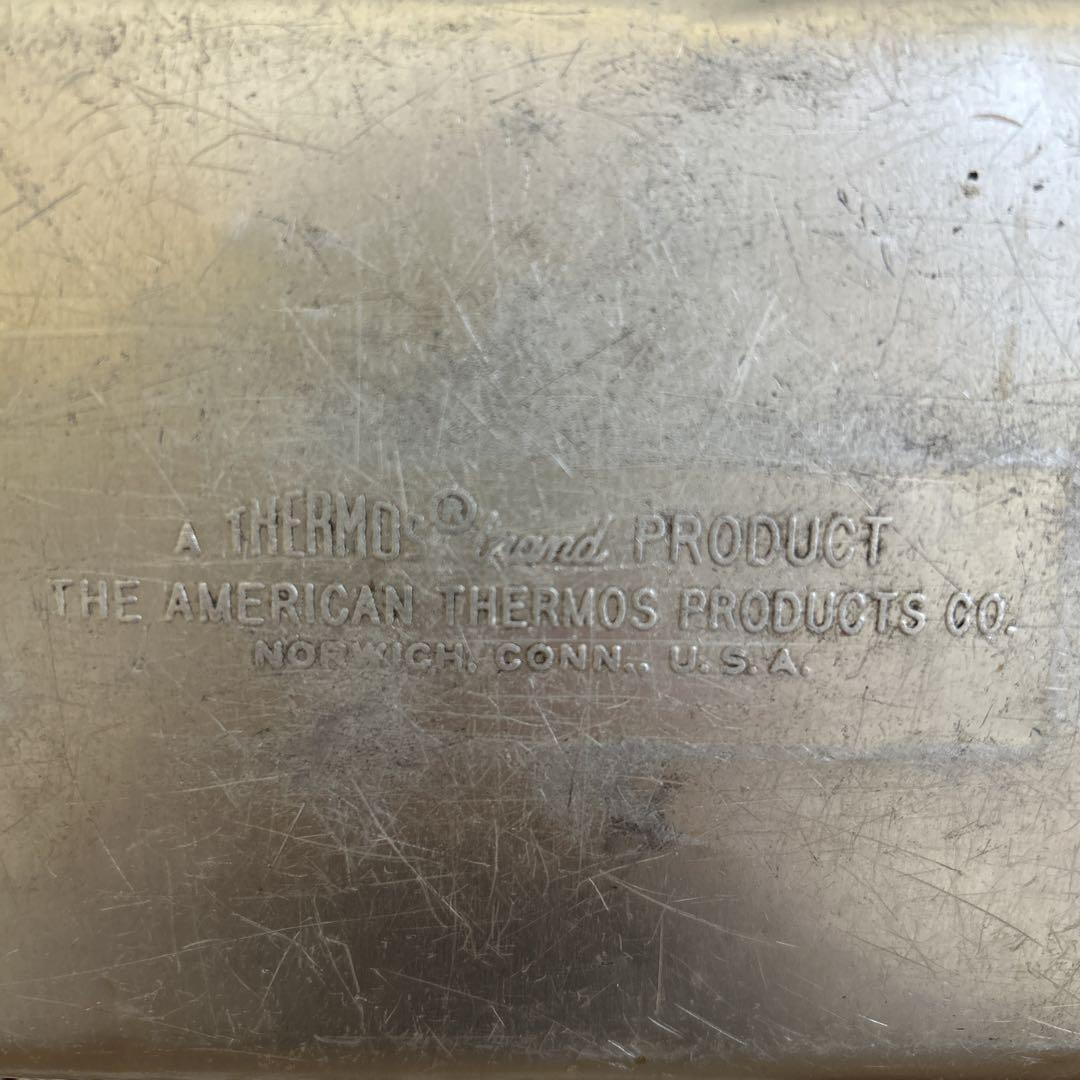 A THERMOS® brand PRODUCT
THE AMERICAN THERMOS PRODUCTS CO.
NORWICH, CONN., U.S.A.